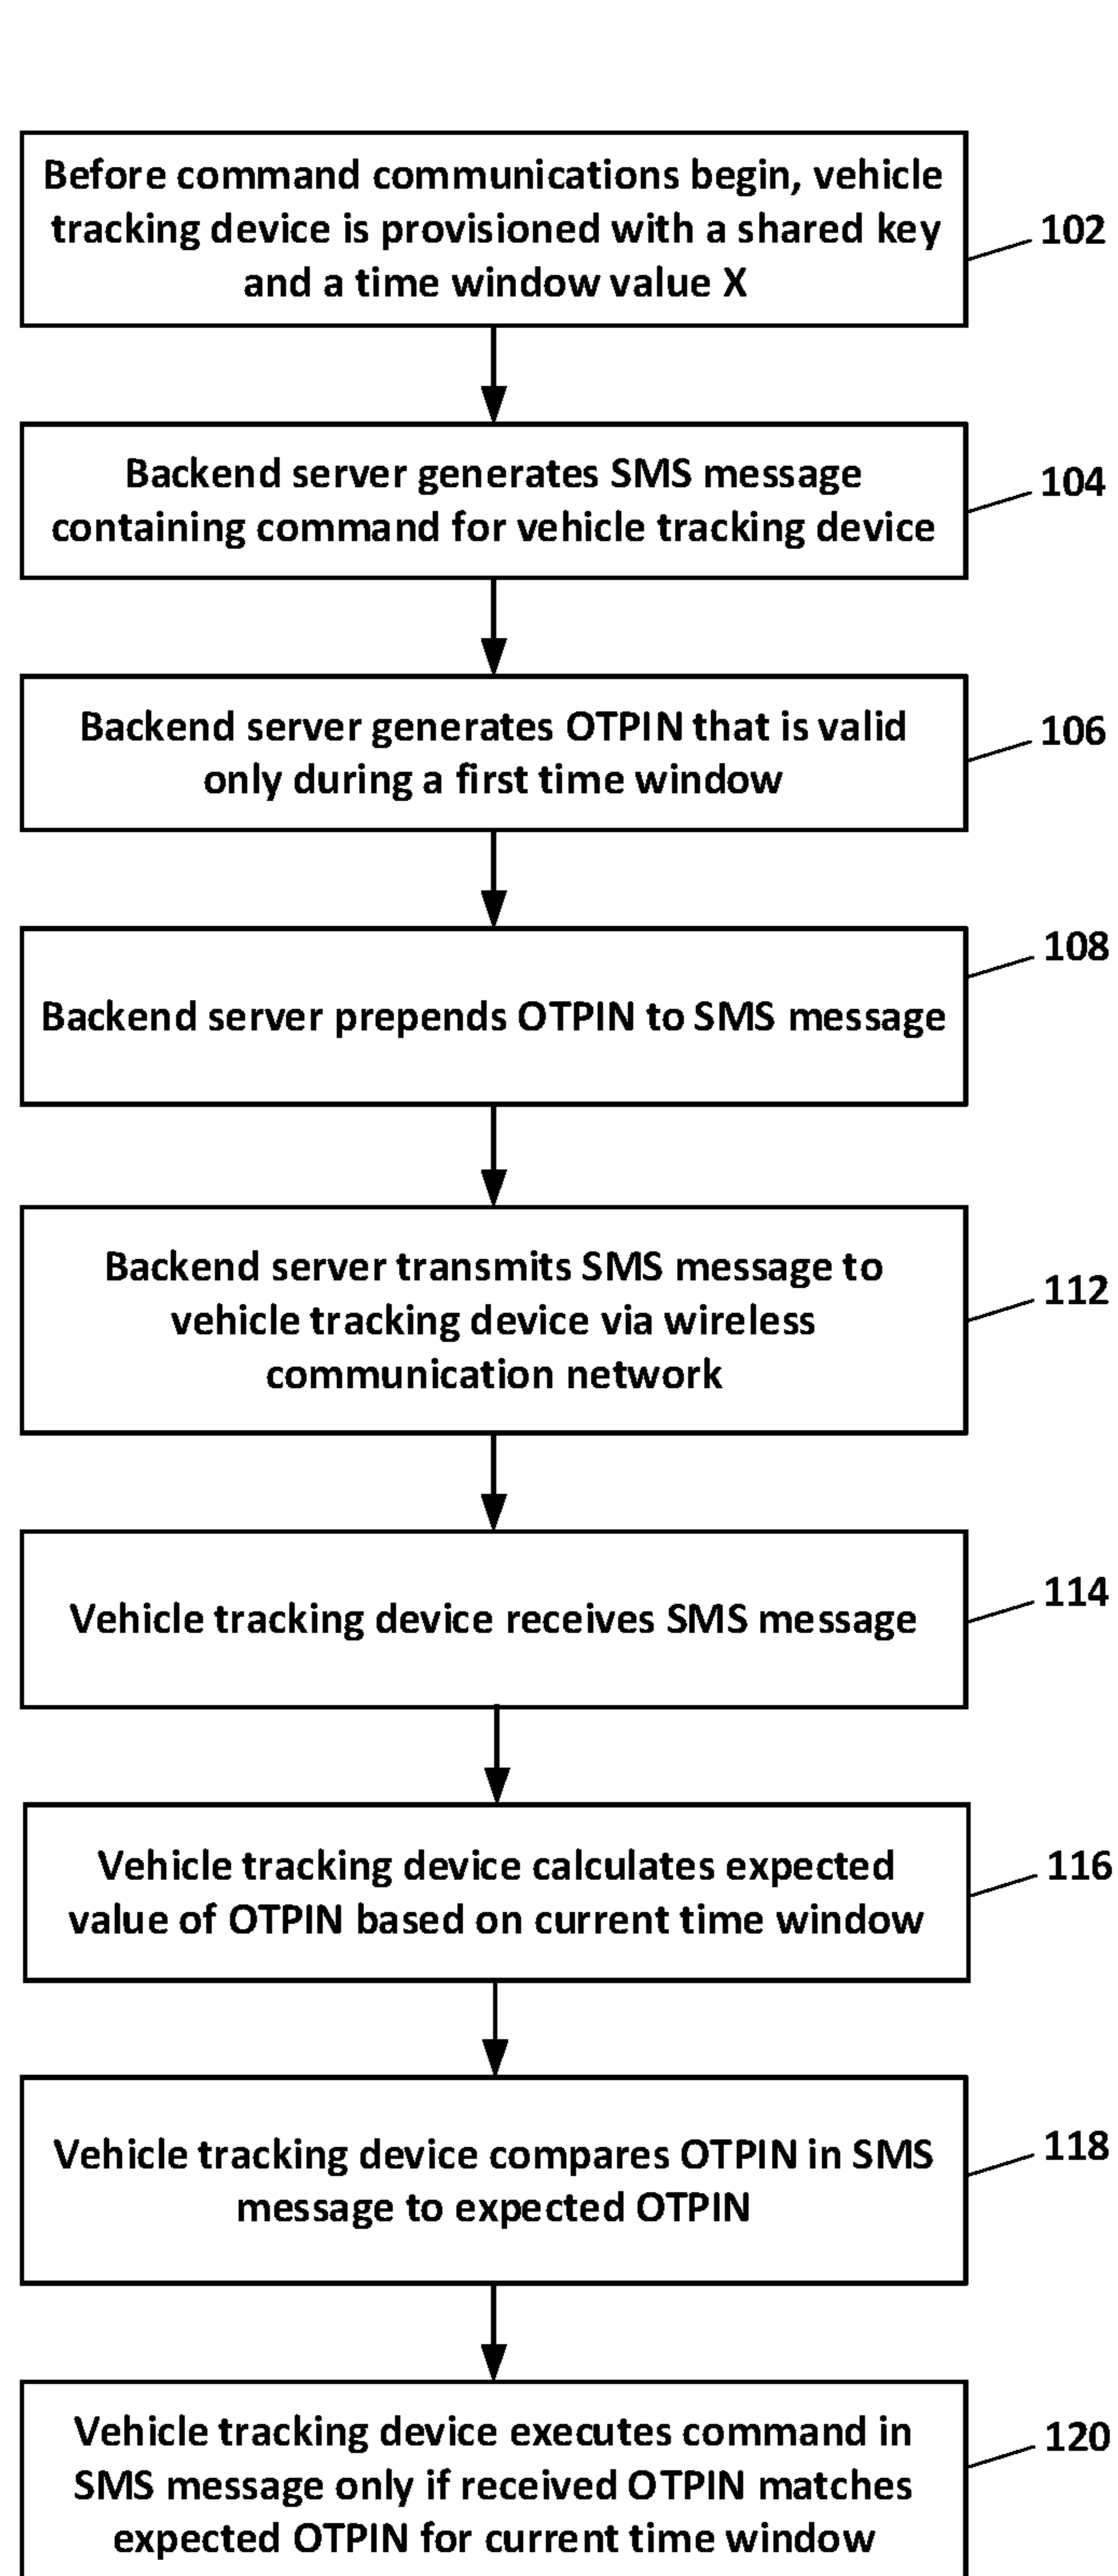 Before command communications begin, vehicle
tracking device is provisioned with a shared key
and a time window value X
102
Backend server generates SMS message
containing command for vehicle tracking device
104
Backend server generates OTPIN that is valid
only during a first time window
106
Backend server prepends OTPIN to SMS message
108
Backend server transmits SMS message to
vehicle tracking device via wireless
communication network
112
Vehicle tracking device receives SMS message
114
Vehicle tracking device calculates expected
value of OTPIN based on current time window
116
Vehicle tracking device compares OTPIN in SMS
message to expected OTPIN
118
Vehicle tracking device executes command in
SMS message only if received OTPIN matches
expected OTPIN for current time window
120